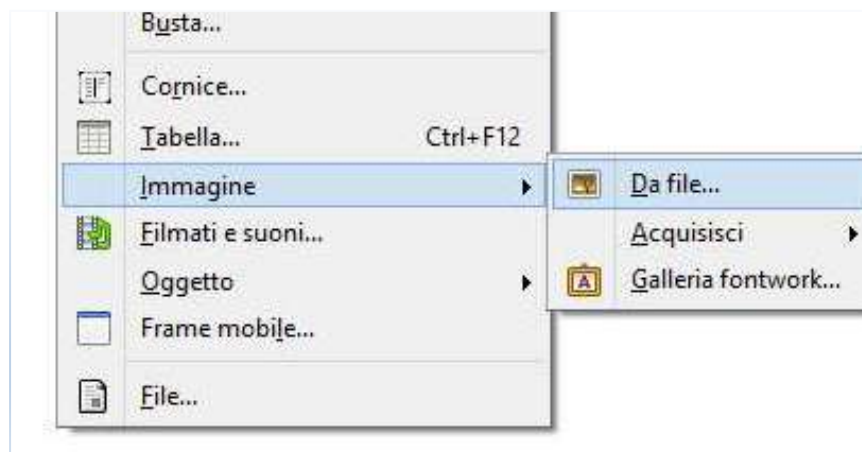 Busta...
Cornice...
Tabella... Ctrl+F12
Immagine
Filmati e suoni...
Oggetto
Frame mobile...
File...
Da file...
Acquisisci
Galleria fontwork...